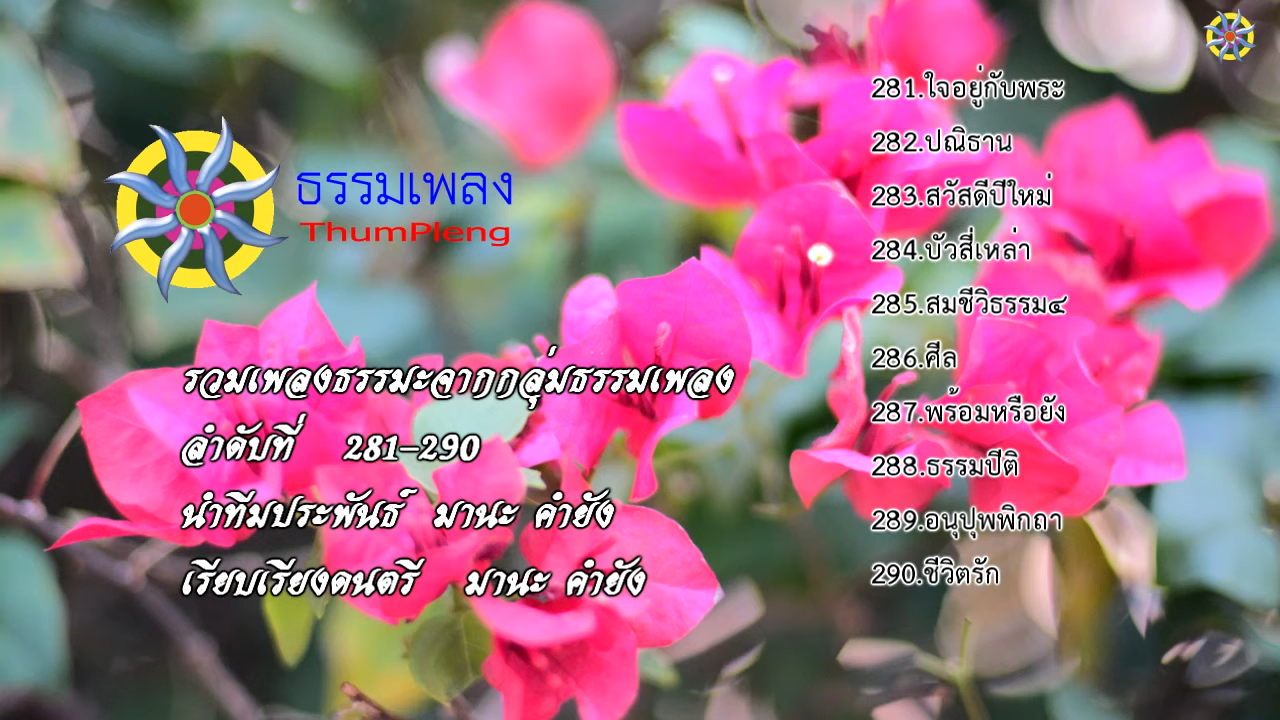 ธรรมเพลง
ThumPleng
รวมเพลงธรรมะจากกลุ่มธรรมเพลง
ลำดับที่ 281-290
นำทีมประพันธ์ มานะ คำยัง
เรียบเรียงดนตรี มานะ คำยัง
281.ใจอยู่กับพระ
282.ปณิธาน
283.สวัสดีปีใหม่
284.บัวสี่เหล่า
285.สมชีวิธรรม๔
286.ศีล
287.พร้อมหรือยัง
288.ธรรมปีติ
289.อนุปุพพิกถา
290.ชีวิตรัก